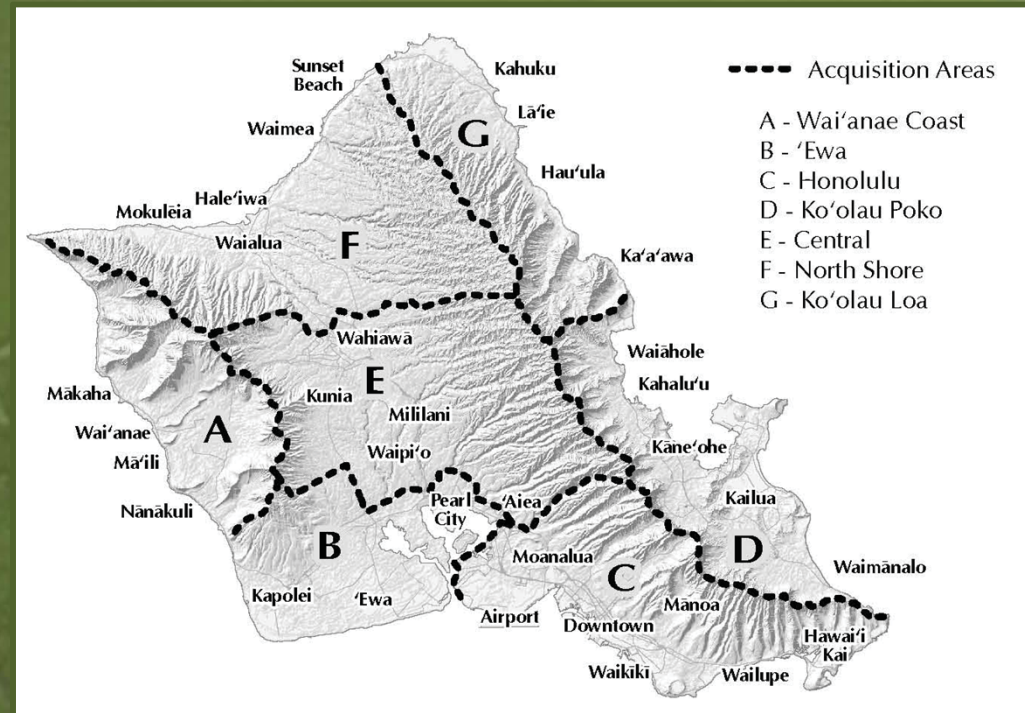 Sunset
Beach
Kahuku
Lā‘ie
Waimea
Hau‘ula
Hale‘iwa
Mokulēia
Waialua
Ka‘a‘awa
F
G
Wahiawā
Waiāhole
Kahalu‘u
E
Kunia
Mililani
Mākaha
A
Wai‘anae
Waipi‘o
Kāne‘ohe
Mā‘ili
Kailua
Nānākuli
Pearl
City
‘Aiea
B
Moanalua
C
D
Waimānalo
Kapolei
‘Ewa
Airport
Mānoa
Downtown
Hawai‘i
Kai
Waikīkī
Wailupe
Acquisition Areas
A - Wai‘anae Coast
B - ‘Ewa
C - Honolulu
D - Ko‘olau Poko
E - Central
F - North Shore
G - Ko‘olau Loa